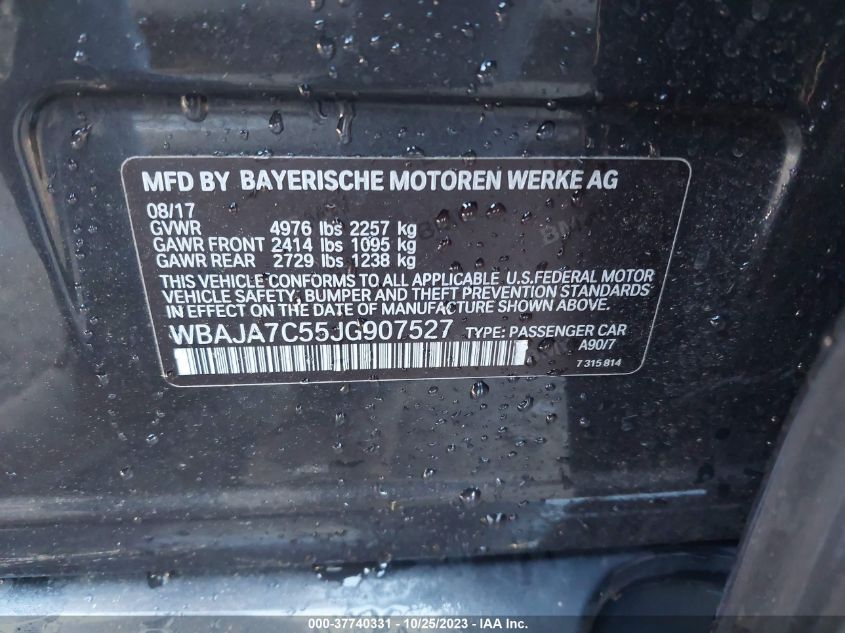 MFD BY BAYERISCHE MOTOREN WERKE AG
08/17
GVWR 4976 lbs 2257 kg
GAWR FRONT 2414 lbs 1095 kg
GAWR REAR 2729 lbs 1238 kg
THIS VEHICLE CONFORMS TO ALL APPLICABLE U.S.FEDERAL MOTOR
VEHICLE SAFETY, BUMPER AND THEFT PREVENTION STANDARDS
IN EFFECT ON THE DATE OF MANUFACTURE SHOWN ABOVE.
WBAJA7C55JG907527 TYPE: PASSENGER CAR
A90/7
7 315 814
000-37740331 - 10/25/2023 - IAA Inc.